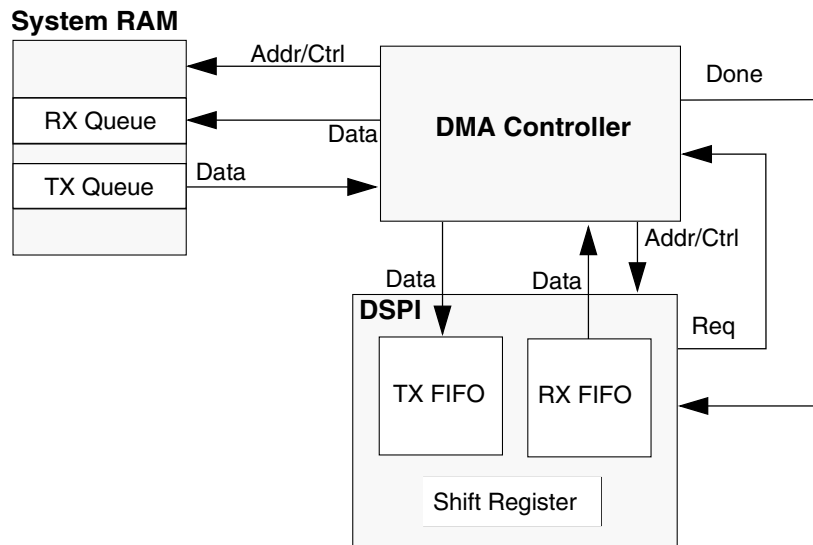 System RAM
Addr/Ctrl
Done
RX Queue
Data
DMA Controller
TX Queue
Data
Addr/Ctrl
Data
Data
DSPI
Req
TX FIFO
RX FIFO
Shift Register